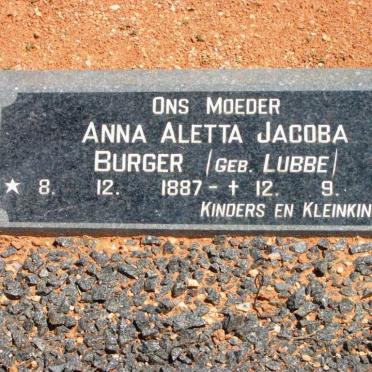 ONS MOEDER
ANNA ALETTA JACOBA
BURGER (GEB. LUBBE)
★ 8. 12. 1887 - ✝ 12. 9.
KINDERS EN